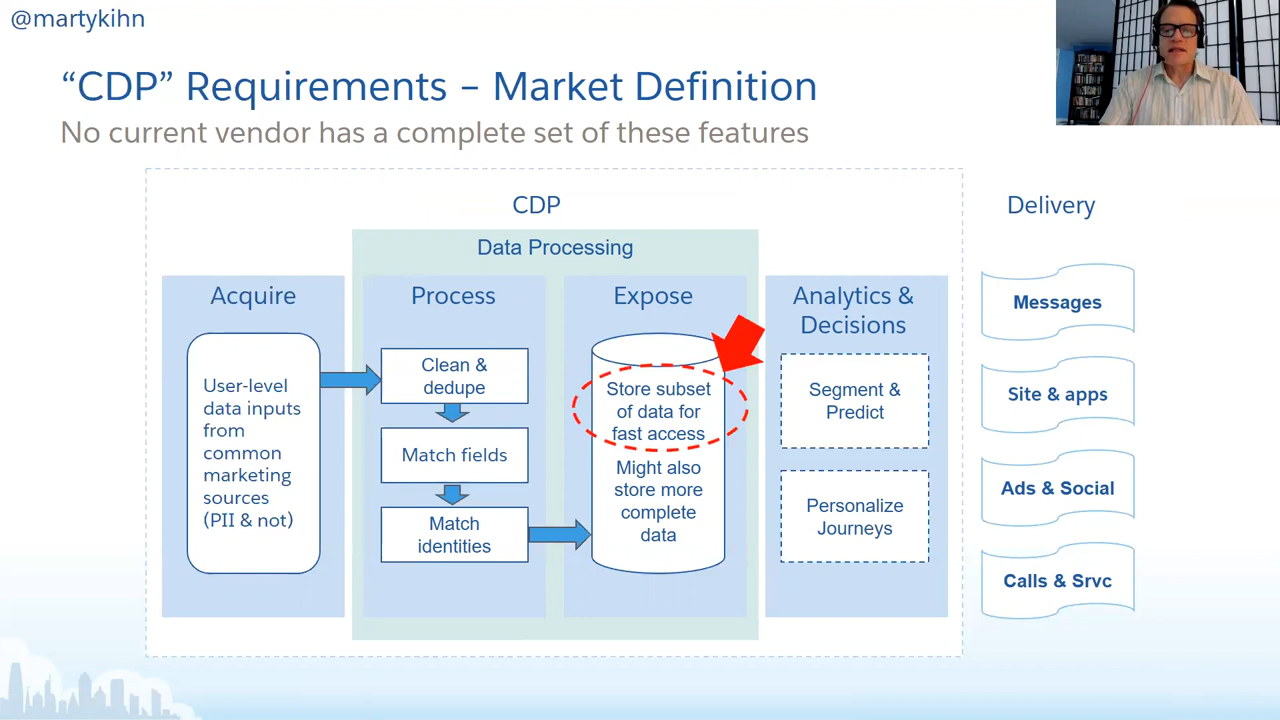 @martykihn
“CDP” Requirements – Market Definition
No current vendor has a complete set of these features
CDP
Delivery
Data Processing
Acquire
User-level
data inputs
from
common
marketing
sources
(PII & not)
Process
Clean &
dedupe
Match fields
Match
identities
Expose
Store subset
of data for
fast access
Might also
store more
complete
data
Analytics &
Decisions
Segment &
Predict
Personalize
Journeys
Messages
Site & apps
Ads & Social
Calls & Srvc